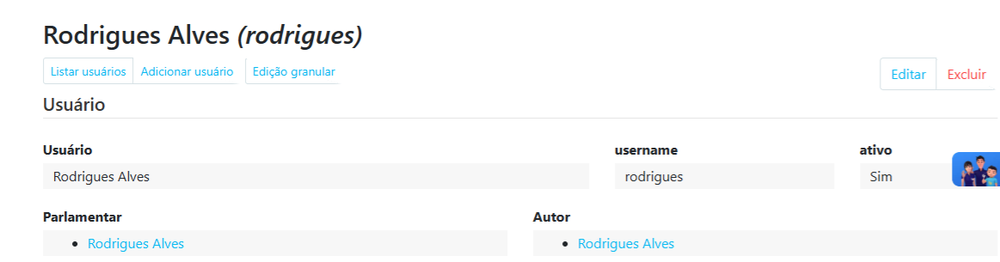 Rodrigues Alves (rodrigues)
Listar usuários Adicionar usuário Edição granular Editar Excluir
Usuário
Usuário username ativo
Rodrigues Alves rodrigues Sim
Parlamentar Autor
• Rodrigues Alves • Rodrigues Alves